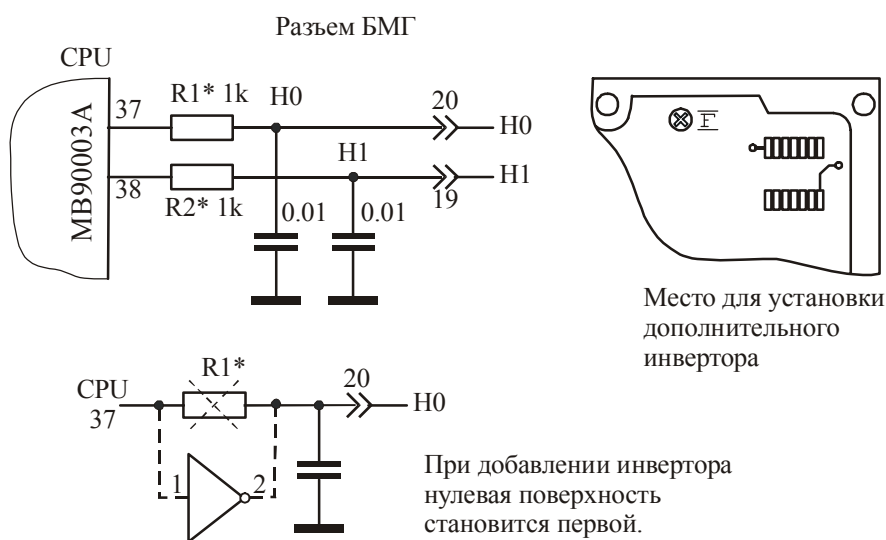 Разъем БМГ
CPU
MB90003A
37
R1* 1k
H0
20
H0
38
R2* 1k
H1
19
H1
0.01
0.01
E
Место для установки
дополнительного
инвертора
CPU
37
R1*
20
H0
1
2
При добавлении инвертора
нулевая поверхность
становится первой.